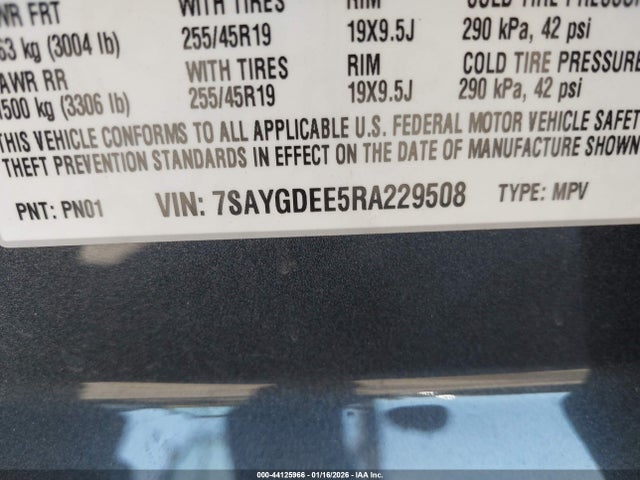 WR FRT WITH TIRES RIM COLD TIRE PRESSURE
63 kg (3004 lb) 255/45R19 19X9.5J 290 kPa, 42 psi
AWR RR WITH TIRES RIM COLD TIRE PRESSURE
1500 kg (3306 lb) 255/45R19 19X9.5J 290 kPa, 42 psi
THIS VEHICLE CONFORMS TO ALL APPLICABLE U.S. FEDERAL MOTOR VEHICLE SAFET
THEFT PREVENTION STANDARDS IN EFFECT ON THE DATE OF MANUFACTURE SHOWN
PNT: PN01 VIN: 7SAYGDEE5RA229508 TYPE: MPV
000-44125966 - 01/16/2026 - IAA Inc.